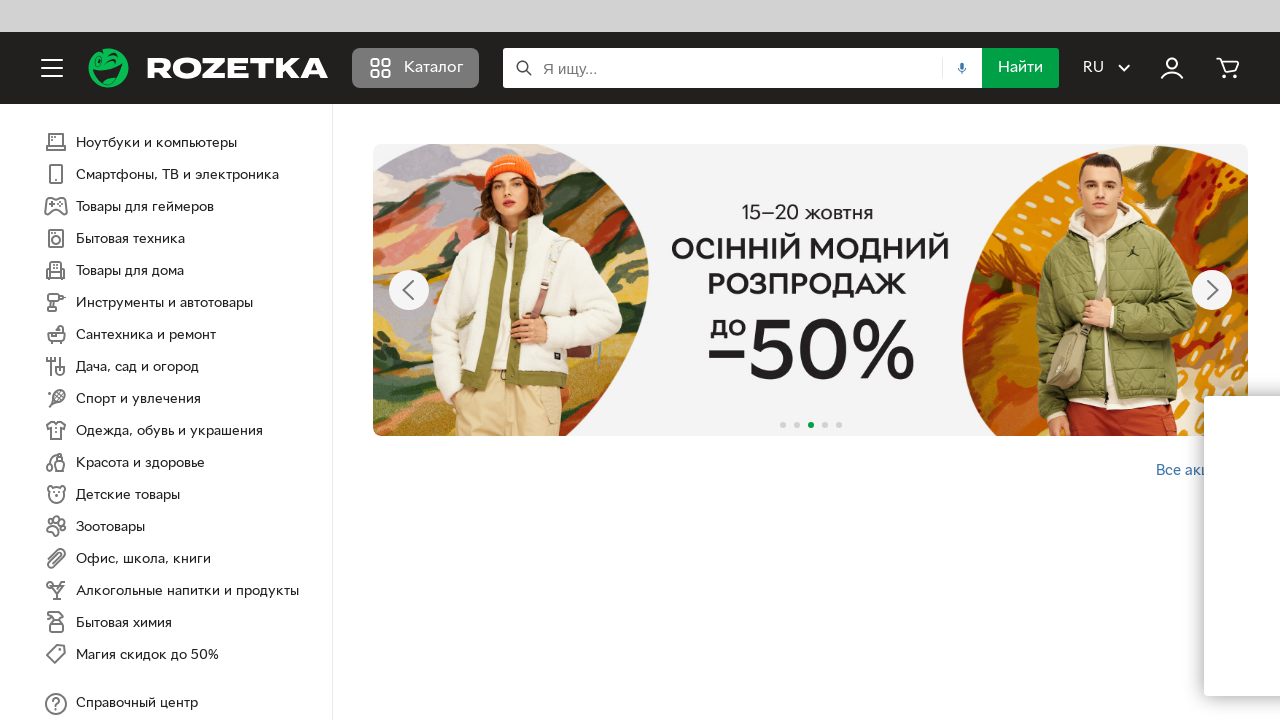 ROZETKA
Каталог
Я ищу...
Найти
RU
Ноутбуки и компьютеры
Смартфоны, ТВ и электроника
Товары для геймеров
Бытовая техника
Товары для дома
Инструменты и автотовары
Сантехника и ремонт
Дача, сад и огород
Спорт и увлечения
Одежда, обувь и украшения
Красота и здоровье
Детские товары
Зоотовары
Офис, школа, книги
Алкогольные напитки и продукты
Бытовая химия
Магия скидок до 50%
Справочный центр
15–20 жовтня
ОСІННІЙ МОДНИЙ
РОЗПРОДАЖ
до
–50%
Все